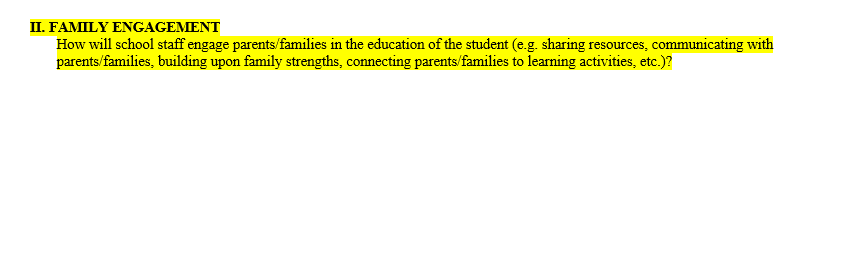 II. FAMILY ENGAGEMENT
How will school staff engage parents/families in the education of the student (e.g. sharing resources, communicating with
parents/families, building upon family strengths, connecting parents/families to learning activities, etc.)?